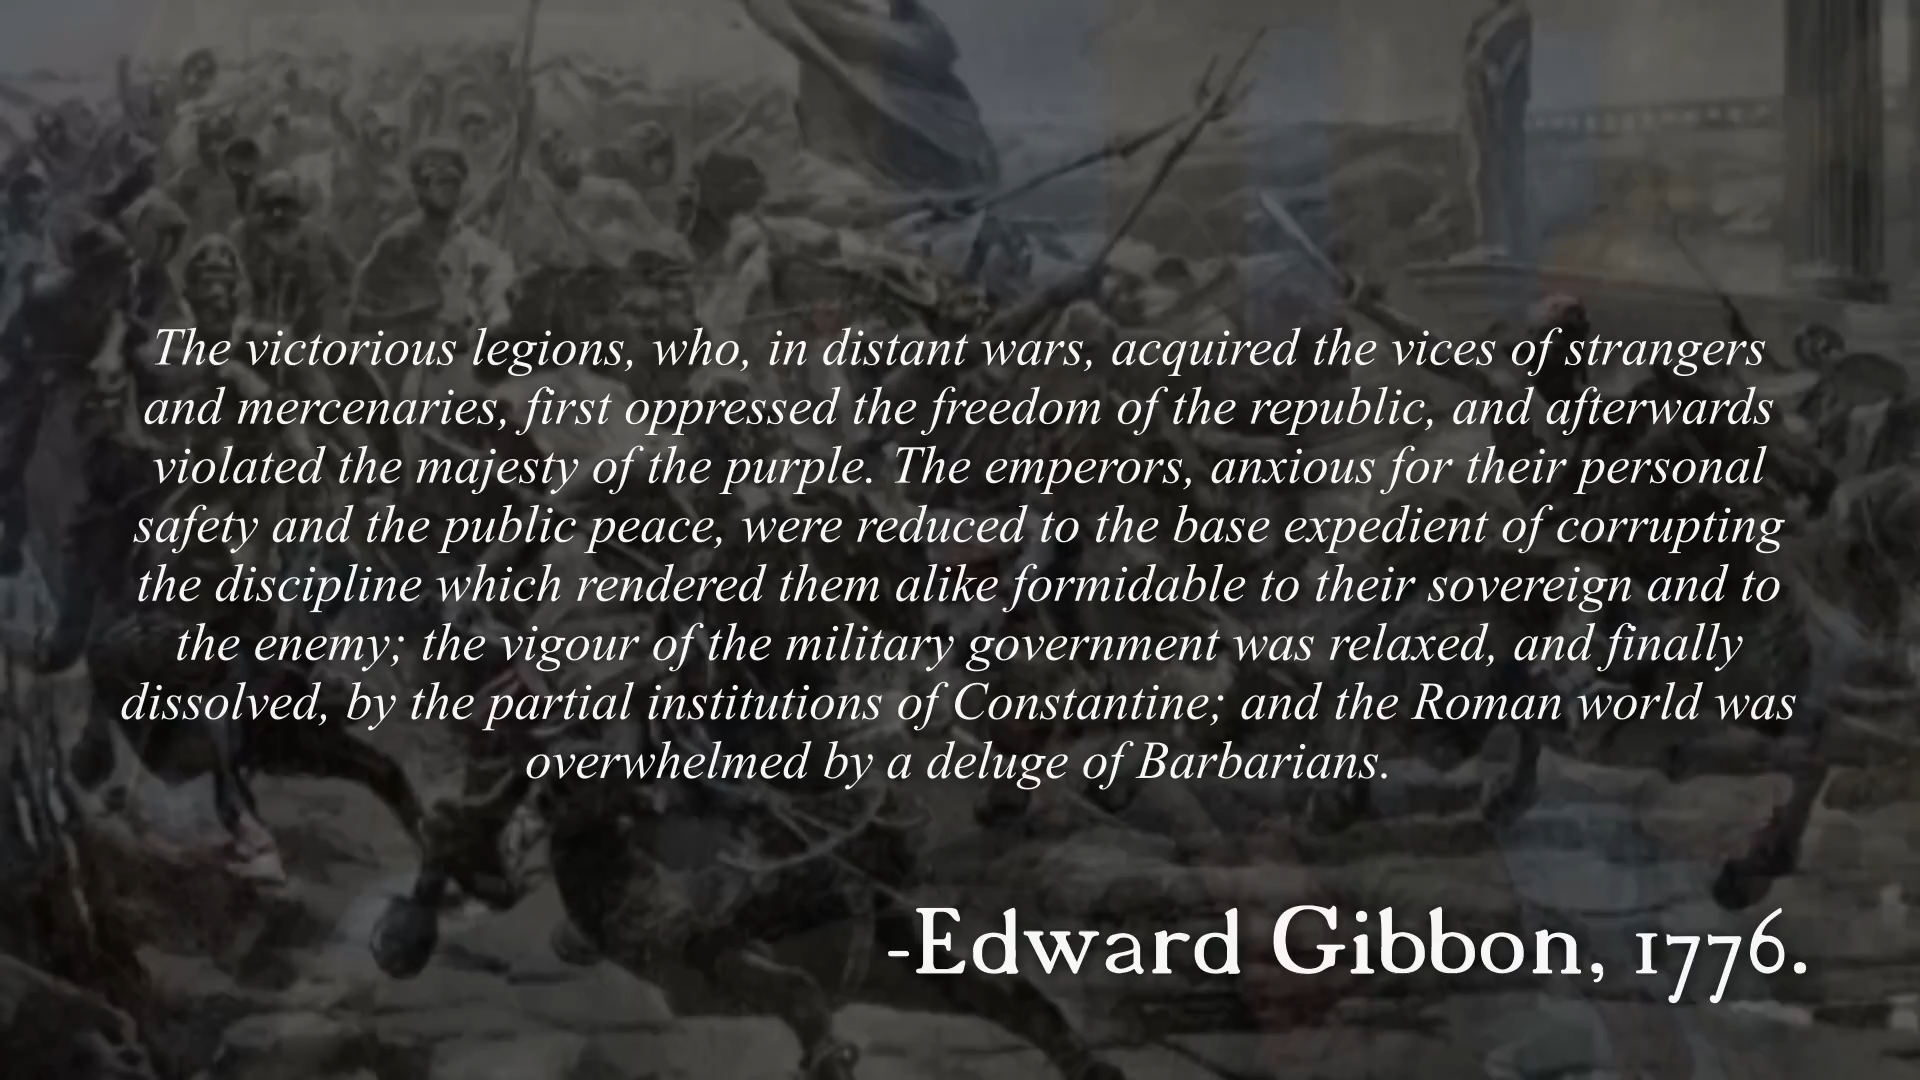 The victorious legions, who, in distant wars, acquired the vices of strangers
and mercenaries, first oppressed the freedom of the republic, and afterwards
violated the majesty of the purple. The emperors, anxious for their personal
safety and the public peace, were reduced to the base expedient of corrupting
the discipline which rendered them alike formidable to their sovereign and to
the enemy; the vigour of the military government was relaxed, and finally
dissolved, by the partial institutions of Constantine; and the Roman world was
overwhelmed by a deluge of Barbarians.
-Edward Gibbon, 1776.